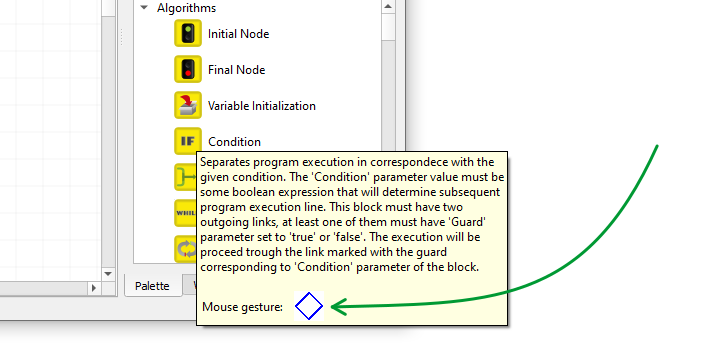 Algorithms
Initial Node
Final Node
Variable Initialization
IF Condition
WHILE
Separates program execution in correspondece with the
given condition. The 'Condition' parameter value must be
some boolean expression that will determine subsequent
program execution line. This block must have two
outgoing links, at least one of them must have 'Guard'
parameter set to 'true' or 'false'. The execution will be
proceed trough the link marked with the guard
corresponding to 'Condition' parameter of the block.
Mouse gesture:
Palette